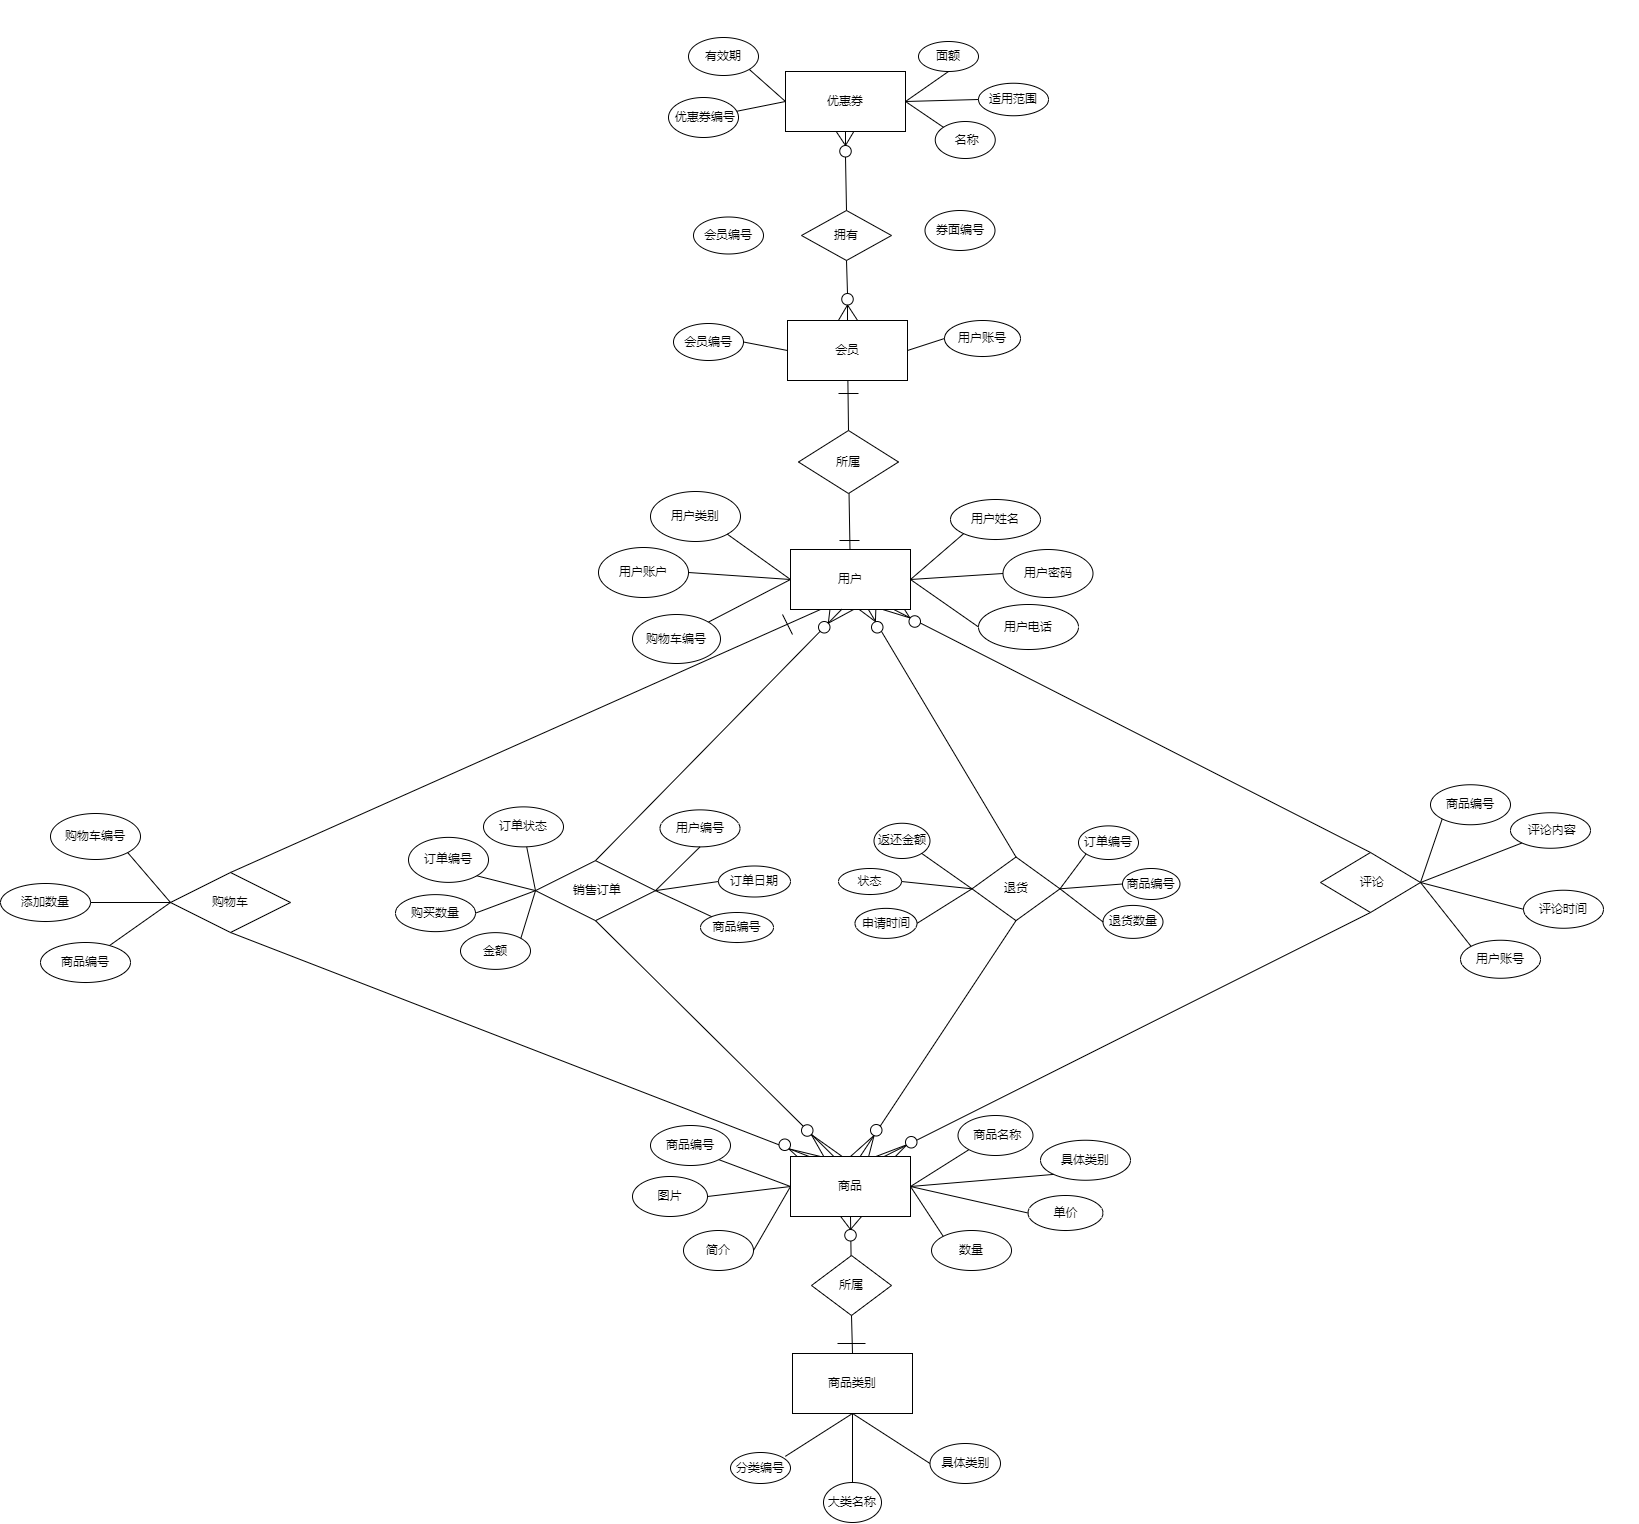 有效期
面额
优惠券
适用范围
优惠券编号
名称
会员编号
拥有
券面编号
会员编号
会员
用户账号
所属
用户类别
用户姓名
用户账户
用户
用户密码
购物车编号
用户电话
购物车编号
添加数量
购物车
商品编号
订单状态
用户编号
订单编号
销售订单
订单日期
购买数量
商品编号
金额
返还金额
订单编号
状态
退货
商品编号
申请时间
退货数量
商品编号
评论内容
评论
评论时间
用户账号
商品编号
商品名称
具体类别
图片
商品
单价
简介
数量
所属
商品类别
分类编号
具体类别
大类名称